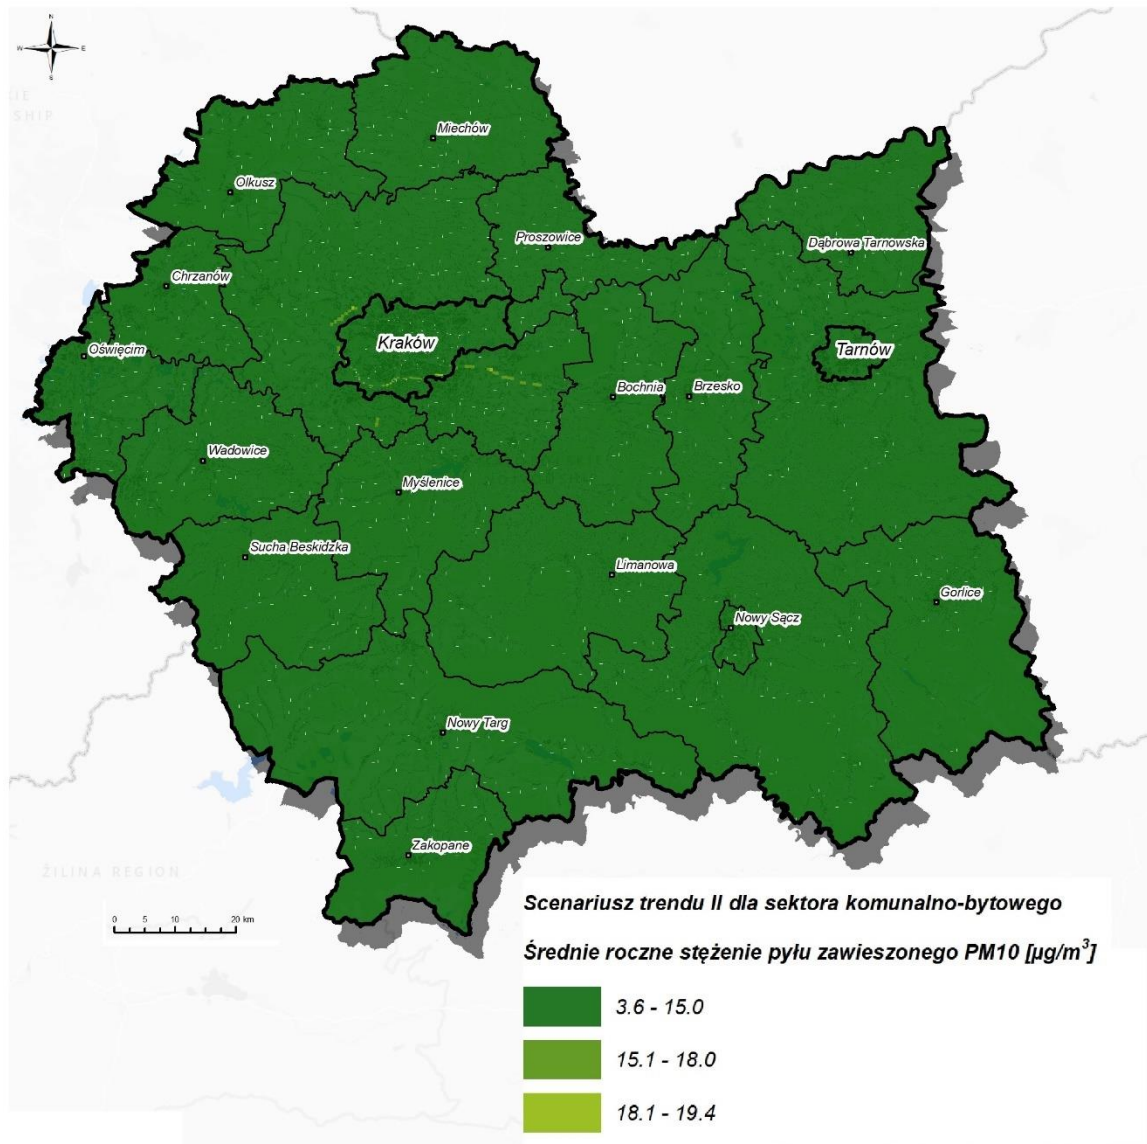 N
W E
S
SHIP
Miechów
Olkusz
Proszowice
Dąbrowa Tarnowska
Chrzanów
Kraków
Tarnów
Oświęcim
Bochnia
Brzesko
Wadowice
Myślenice
Sucha Beskidzka
Limanowa
Gorlice
Nowy Sącz
Nowy Targ
Zakopane
ŽILINA REGION
0 5 10 20 km
Scenariusz trendu II dla sektora komunalno-bytowego
Średnie roczne stężenie pyłu zawieszonego PM10 [µg/m³]
3.6 - 15.0
15.1 - 18.0
18.1 - 19.4